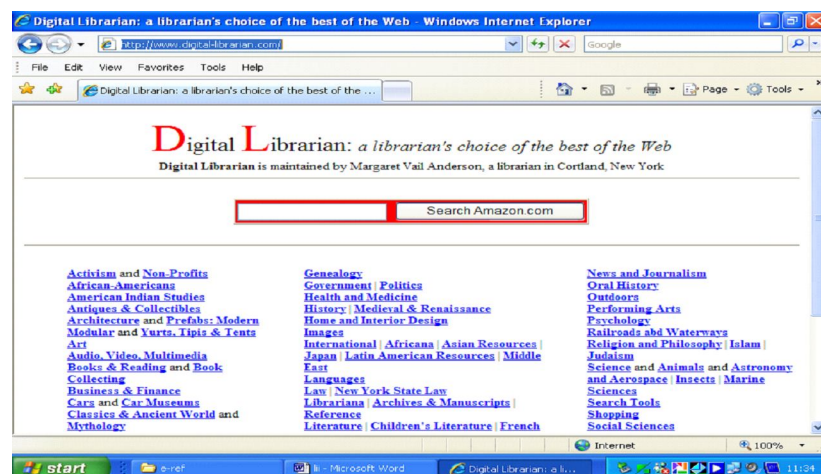 Digital Librarian: a librarian's choice of the best of the Web - Windows Internet Explorer
http://www.digital-librarian.com/
Google
File Edit View Favorites Tools Help
Digital Librarian: a librarian's choice of the best of the ...
Page Tools
Digital Librarian: a librarian's choice of the best of the Web
Digital Librarian is maintained by Margaret Vail Anderson, a librarian in Cortland, New York
Search Amazon.com
Activism and Non-Profits
African-Americans
American Indian Studies
Antiques & Collectibles
Architecture and Prefabs: Modern
Modular and Yurts, Tipis & Tents
Art
Audio, Video, Multimedia
Books & Reading and Book
Collecting
Business & Finance
Cars and Car Museums
Classics & Ancient World and
Mythology
Genealogy
Government | Politics
Health and Medicine
History | Medieval & Renaissance
Home and Interior Design
Images
International | Africana | Asian Resources |
Japan | Latin American Resources | Middle
East
Languages
Law | New York State Law
Librariana | Archives & Manuscripts |
Reference
Literature | Children's Literature | French
News and Journalism
Oral History
Outdoors
Performing Arts
Psychology
Railroads abd Waterways
Religion and Philosophy | Islam |
Judaism
Science and Animals and Astronomy
and Aerospace | Insects | Marine
Sciences
Search Tools
Shopping
Social Sciences
Internet 100%
start e-ref lii - Microsoft Word Digital Librarian: a li... 11:34